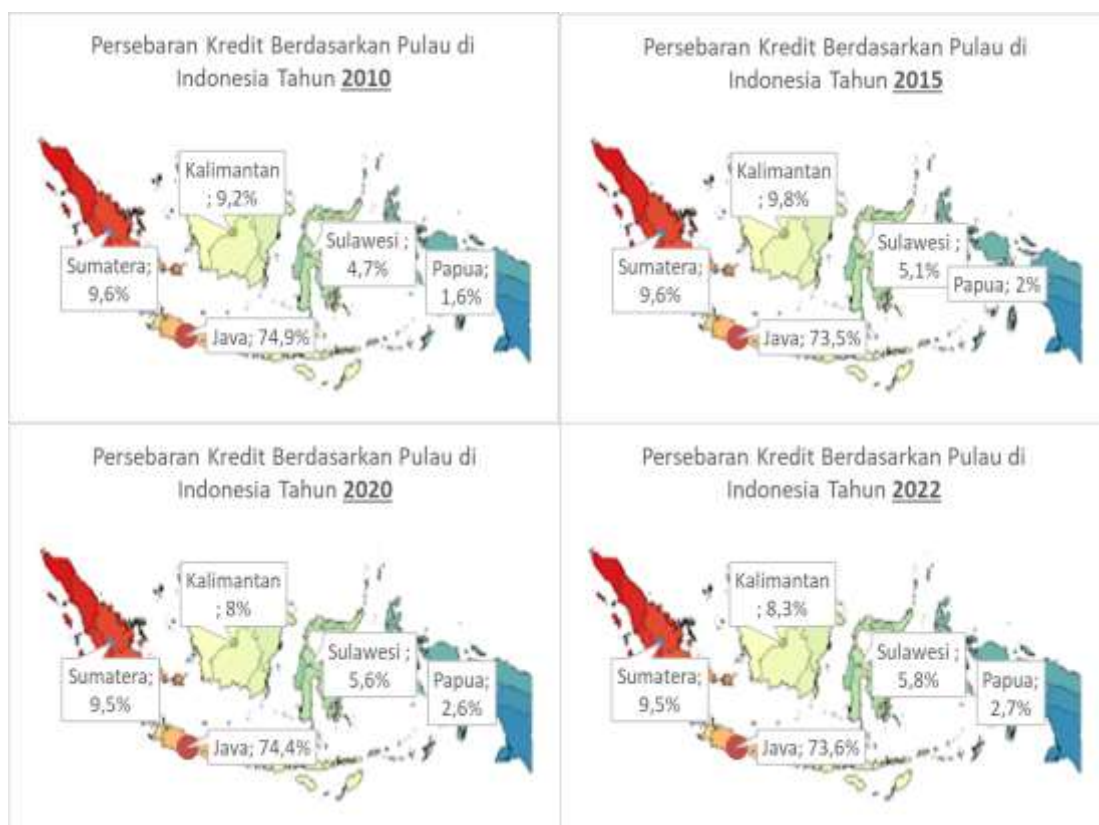 Persebaran Kredit Berdasarkan Pulau di
Indonesia Tahun 2010
Kalimantan
; 9,2%
Sulawesi ;
4,7%
Sumatera;
9,6%
Papua;
1,6%
Java; 74,9%
Persebaran Kredit Berdasarkan Pulau di
Indonesia Tahun 2015
Kalimantan
; 9,8%
Sulawesi ;
5,1%
Sumatera;
9,6%
Papua; 2%
Java; 73,5%
Persebaran Kredit Berdasarkan Pulau di
Indonesia Tahun 2020
Kalimantan
; 8%
Sulawesi ;
5,6%
Sumatera;
9,5%
Papua;
2,6%
Java; 74,4%
Persebaran Kredit Berdasarkan Pulau di
Indonesia Tahun 2022
Kalimantan
; 8,3%
Sulawesi ;
5,8%
Sumatera;
9,5%
Papua;
2,7%
Java; 73,6%